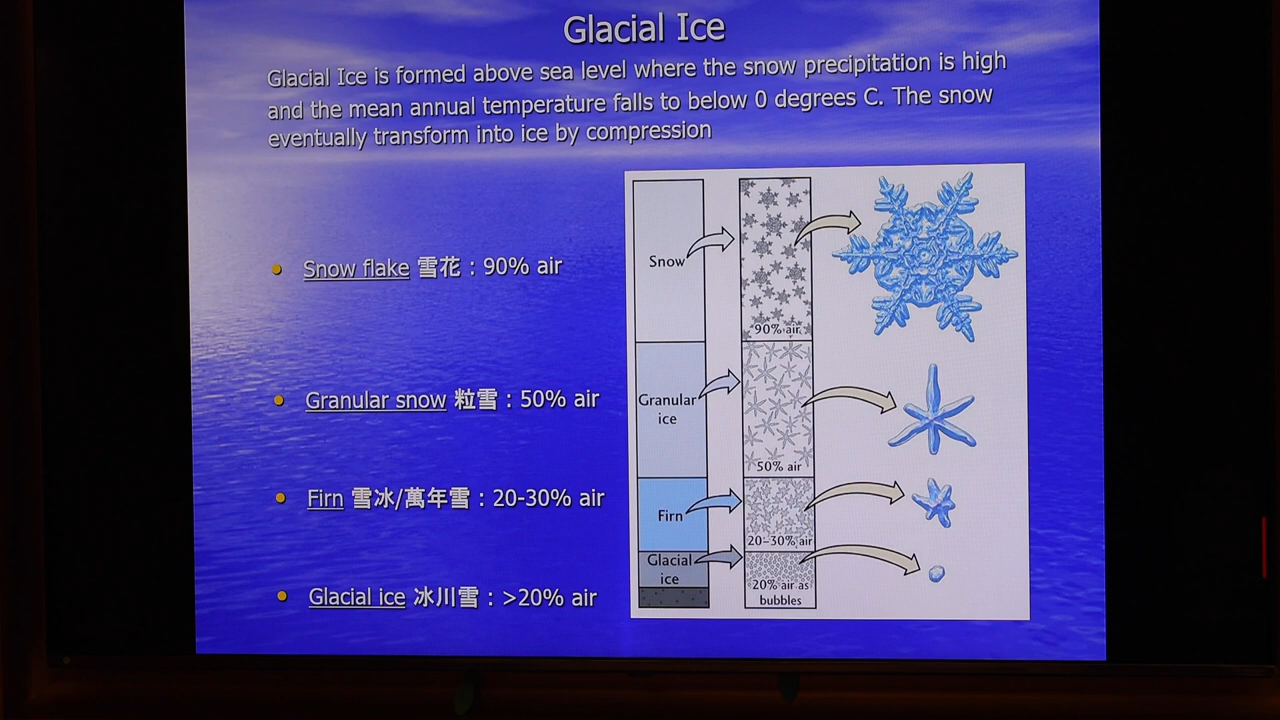 Glacial Ice
Glacial Ice is formed above sea level where the snow precipitation is high
and the mean annual temperature falls to below 0 degrees C. The snow
eventually transform into ice by compression
Snow flake 雪花 : 90% air
Granular snow 粒雪 : 50% air
Firn 雪冰/萬年雪 : 20-30% air
Glacial ice 冰川雪 : >20% air
Snow
90% air
Granular
ice
50% air
Firn
20–30% air
Glacial
ice
20% air as
bubbles